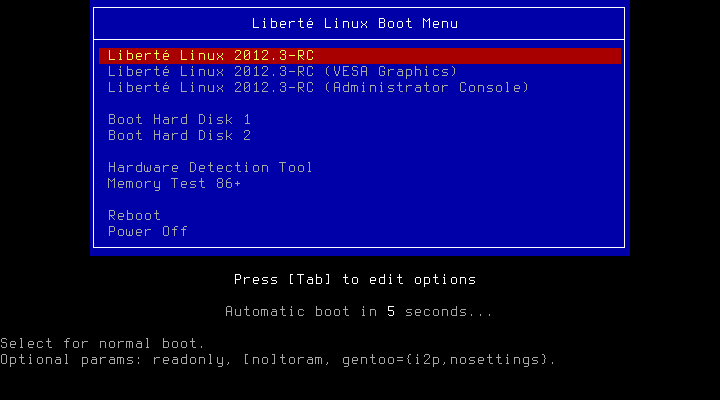 Liberté Linux Boot Menu
Liberté Linux 2012.3-RC
Liberté Linux 2012.3-RC (VESA Graphics)
Liberté Linux 2012.3-RC (Administrator Console)
Boot Hard Disk 1
Boot Hard Disk 2
Hardware Detection Tool
Memory Test 86+
Reboot
Power Off
Press [Tab] to edit options
Automatic boot in 5 seconds...
Select for normal boot.
Optional params: readonly, [no]toram, gentoo={i2p,nosettings}.